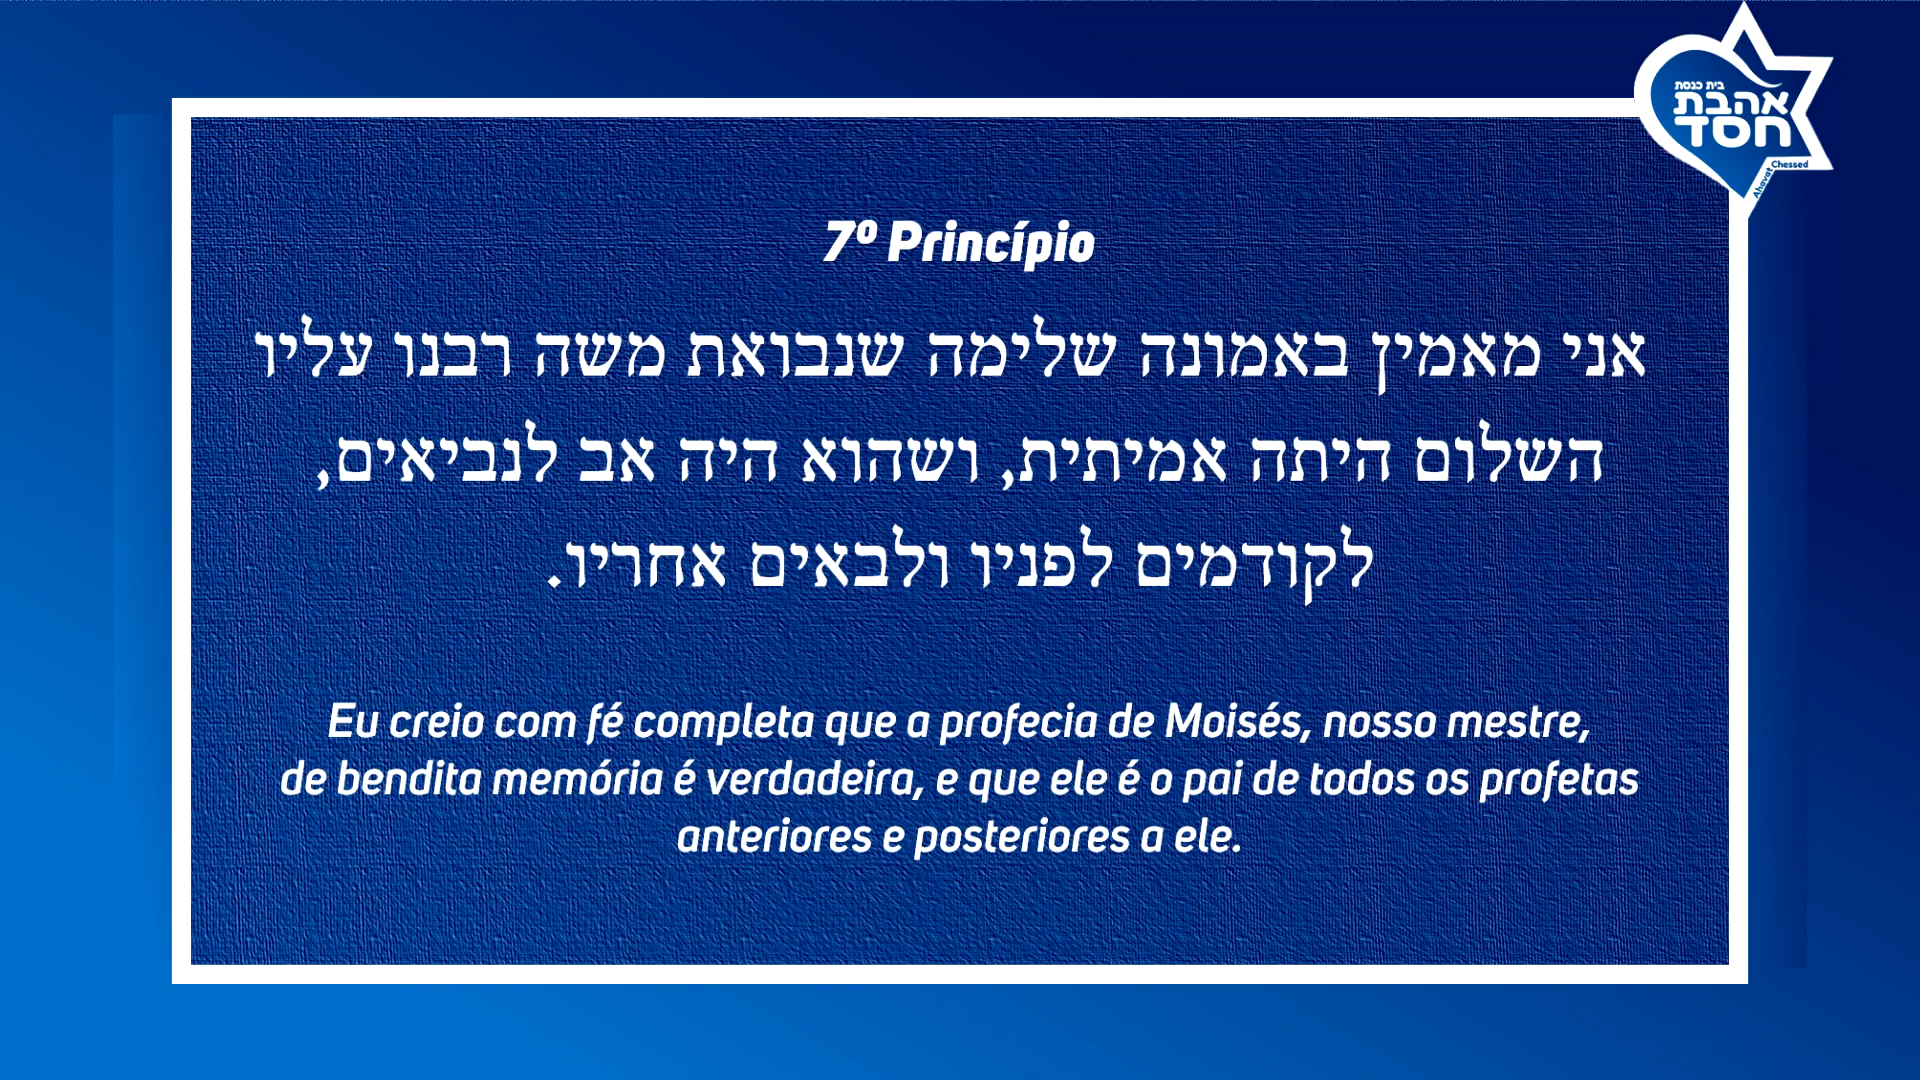 בית כנסת
אהבת
חסד
Ahavat Chessed
7º Princípio
אני מאמין באמונה שלימה שנבואת משה רבנו עליו
השלום היתה אמיתית, ושהוא היה אב לנביאים,
לקודמים לפניו ולבאים אחריו.
Eu creio com fé completa que a profecia de Moisés, nosso mestre,
de bendita memória é verdadeira, e que ele é o pai de todos os profetas
anteriores e posteriores a ele.